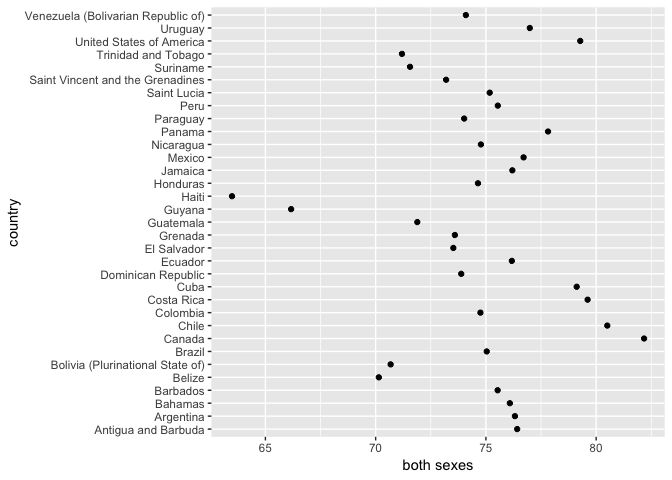 Venezuela (Bolivarian Republic of)
Uruguay
United States of America
Trinidad and Tobago
Suriname
Saint Vincent and the Grenadines
Saint Lucia
Peru
Paraguay
Panama
Nicaragua
Mexico
Jamaica
Honduras
Haiti
Guyana
Guatemala
Grenada
El Salvador
Ecuador
Dominican Republic
Cuba
Costa Rica
Colombia
Chile
Canada
Brazil
Bolivia (Plurinational State of)
Belize
Barbados
Bahamas
Argentina
Antigua and Barbuda
country
65 70 75 80
both sexes